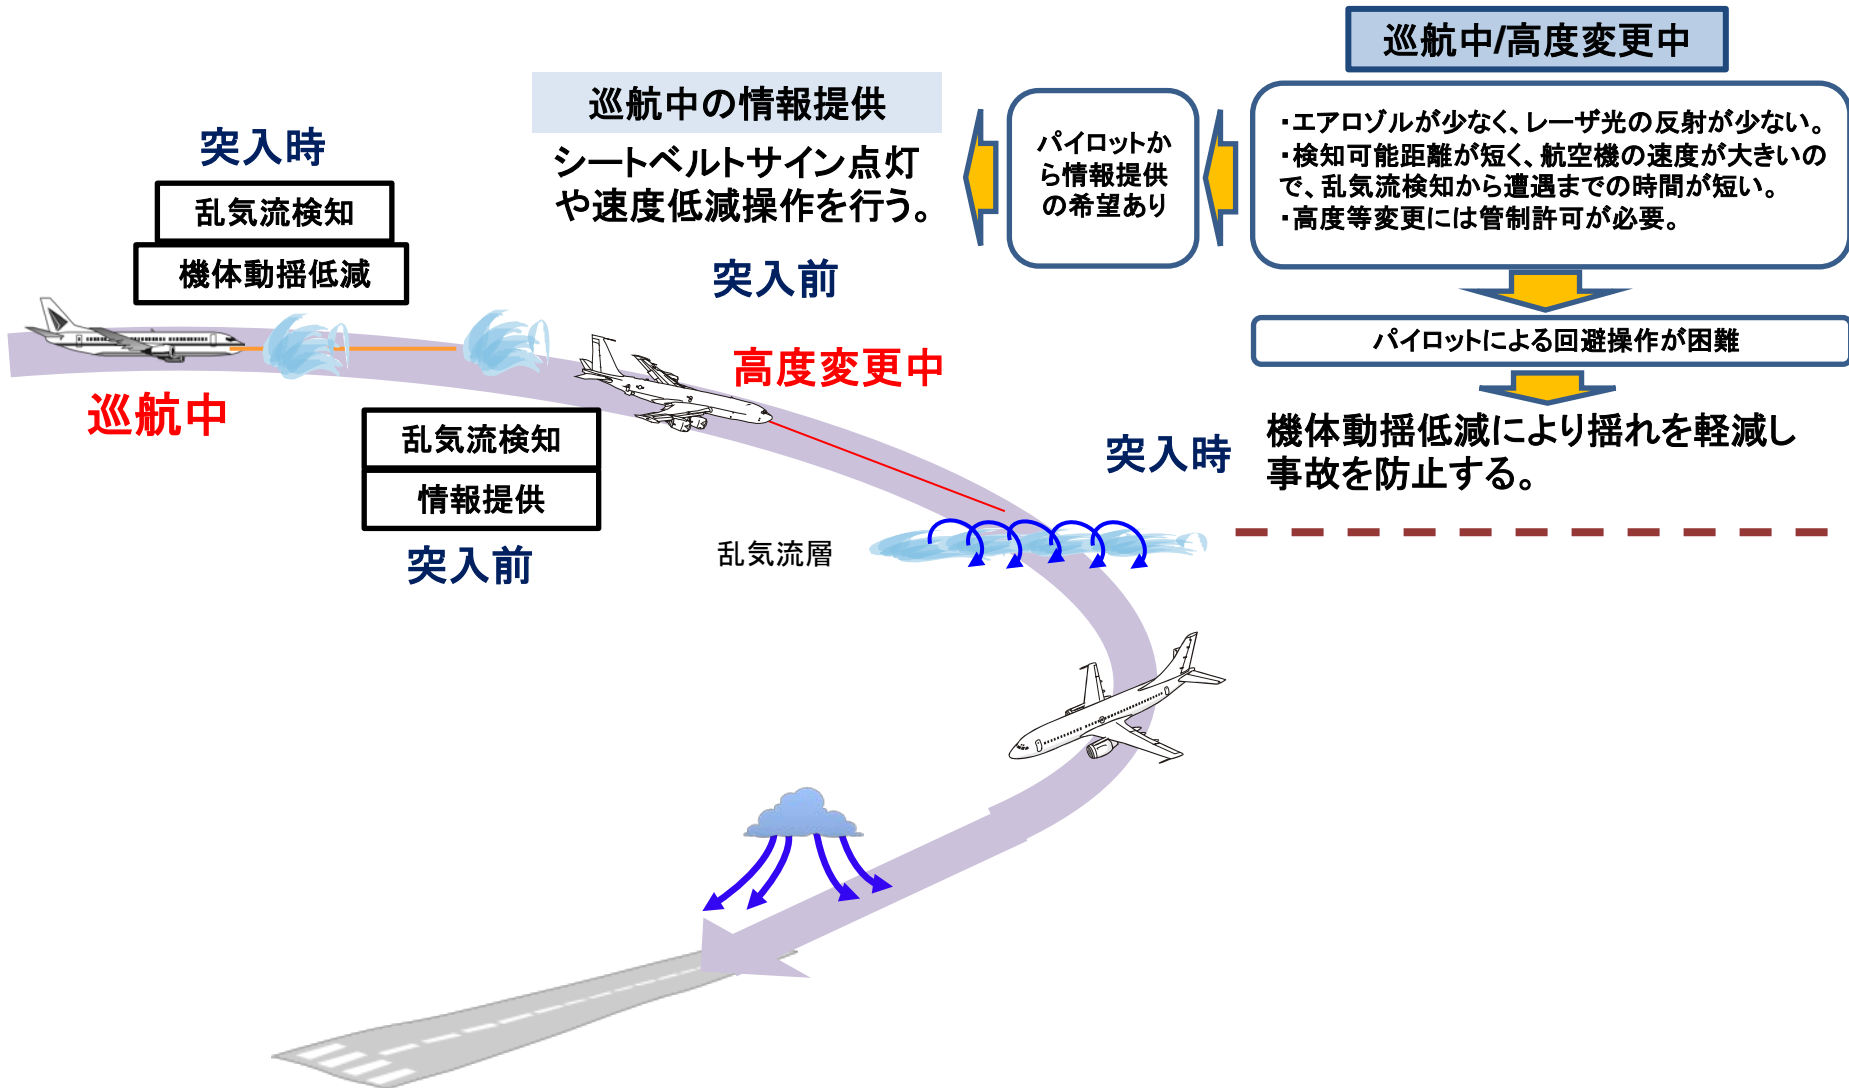 巡航中/高度変更中
・エアロゾルが少なく、レーザ光の反射が少ない。
・検知可能距離が短く、航空機の速度が大きいの
で、乱気流検知から遭遇までの時間が短い。
・高度等変更には管制許可が必要。
パイロットか
ら情報提供
の希望あり
巡航中の情報提供
シートベルトサイン点灯
や速度低減操作を行う。
突入時
乱気流検知
機体動揺低減
突入前
高度変更中
巡航中
パイロットによる回避操作が困難
機体動揺低減により揺れを軽減し
事故を防止する。
突入時
乱気流検知
情報提供
突入前
乱気流層